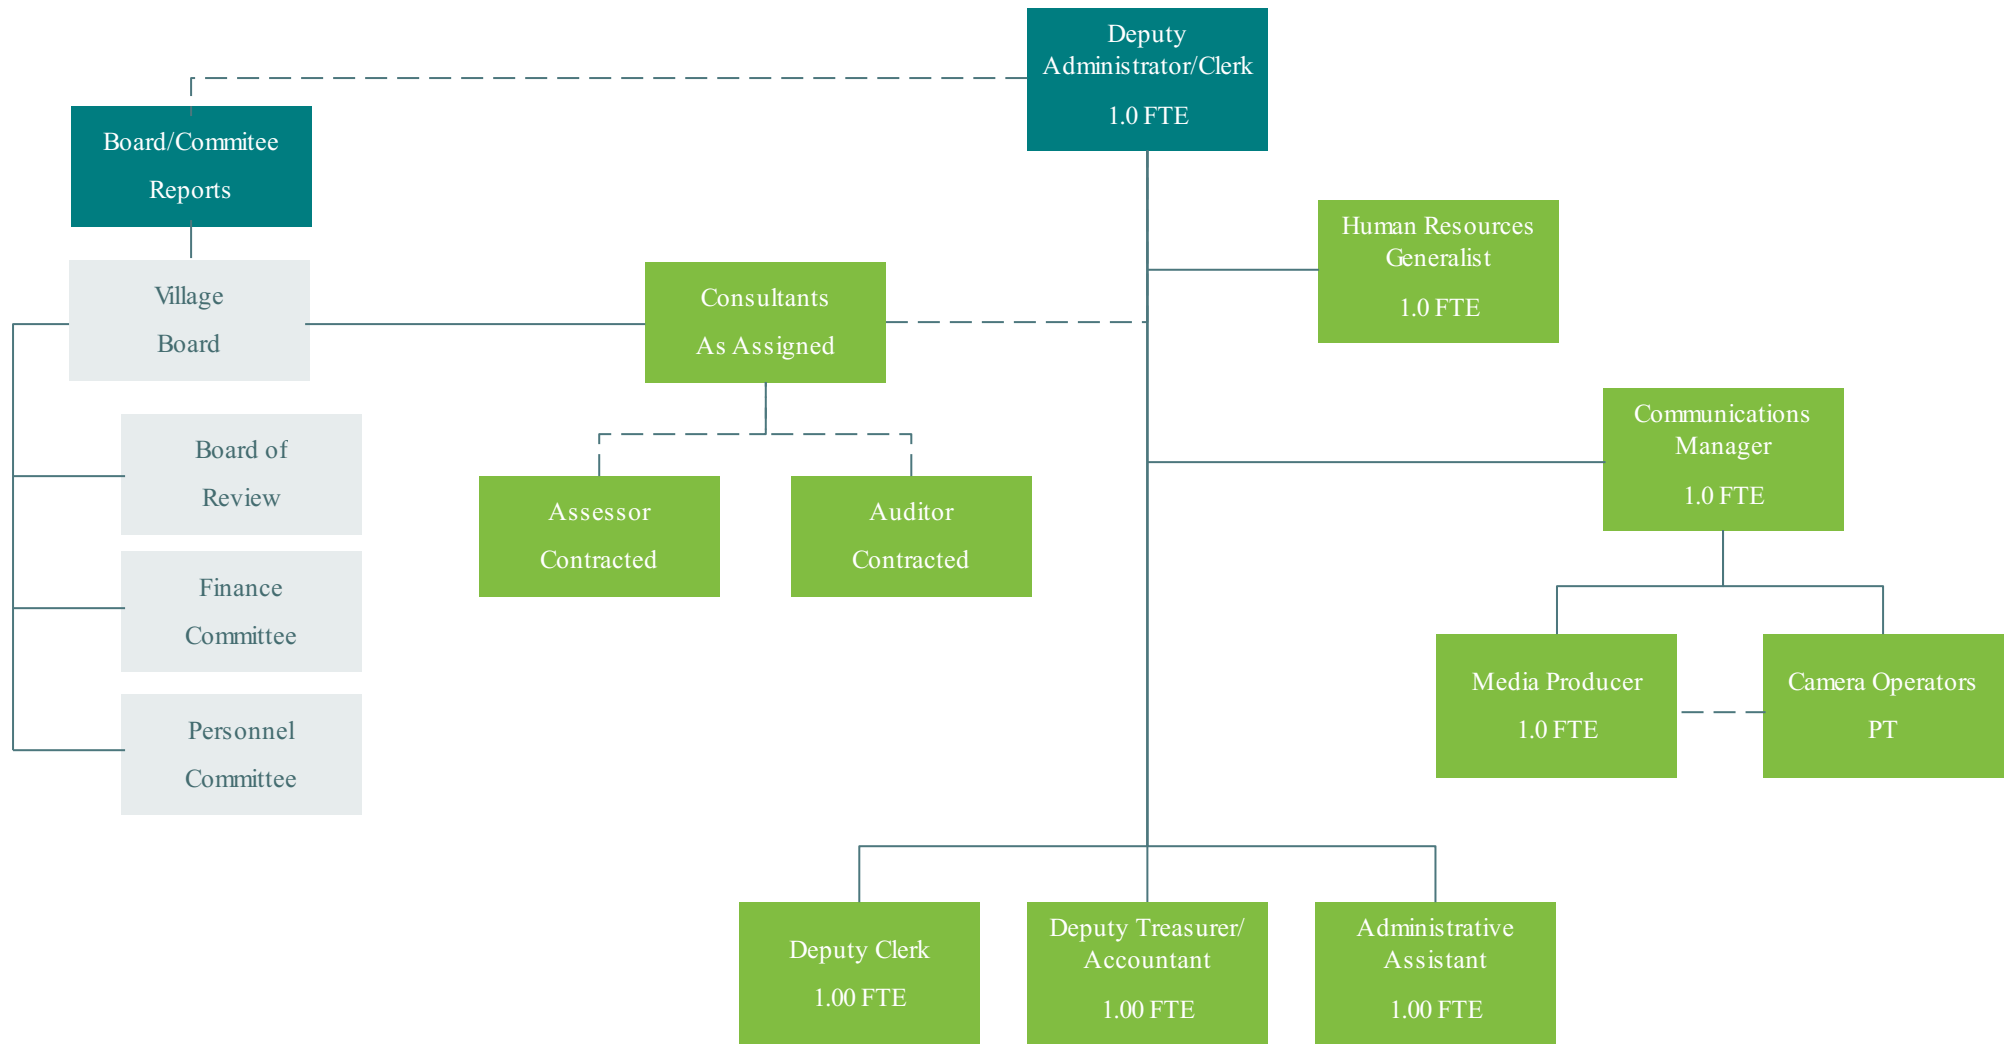 Deputy
Administrator/Clerk
1.0 FTE
Board/Commitee
Reports
Human Resources
Generalist
1.0 FTE
Village
Board
Consultants
As Assigned
Communications
Manager
1.0 FTE
Board of
Review
Assessor
Contracted
Auditor
Contracted
Finance
Committee
Media Producer
1.0 FTE
Camera Operators
PT
Personnel
Committee
Deputy Clerk
1.00 FTE
Deputy Treasurer/
Accountant
1.00 FTE
Administrative
Assistant
1.00 FTE